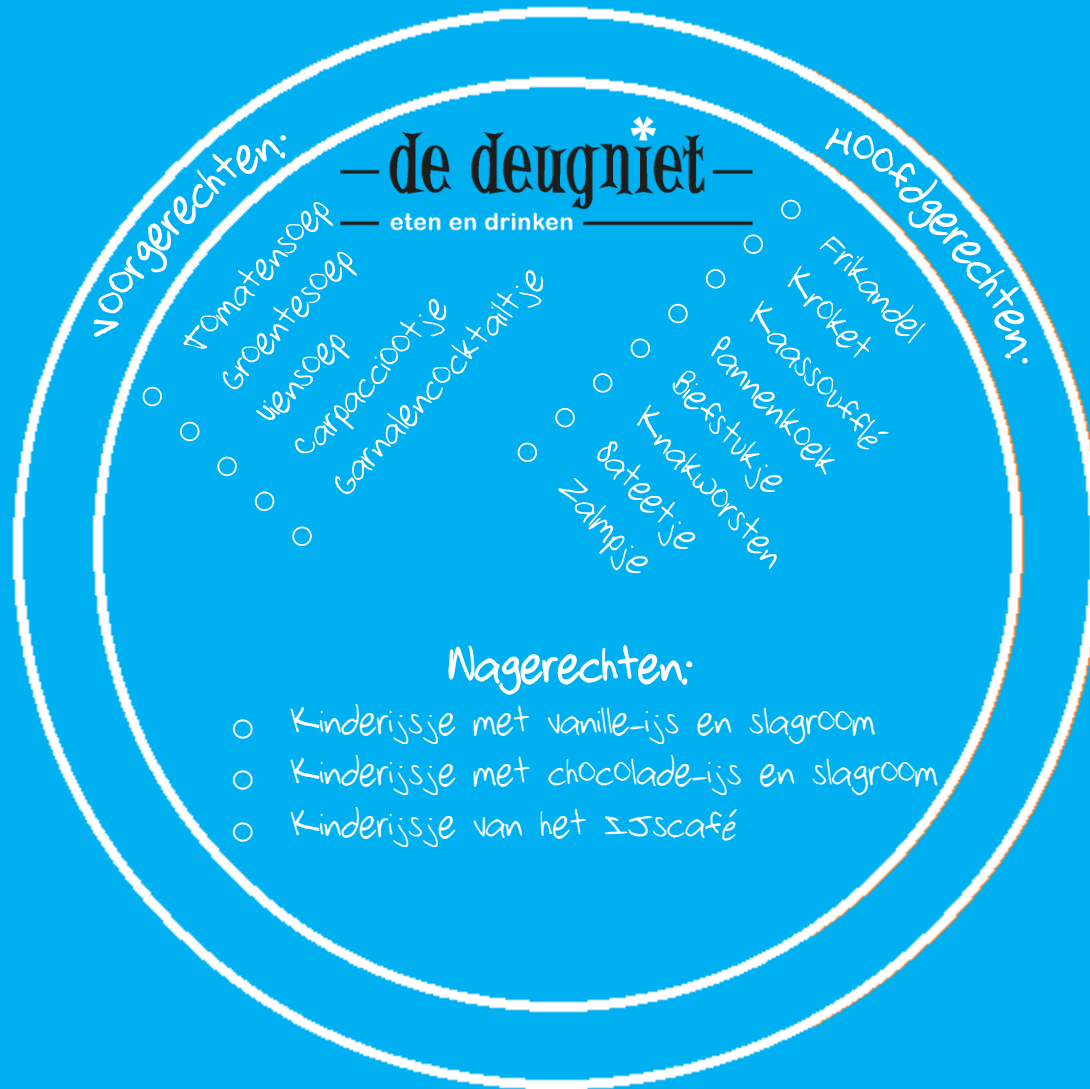 de deugniet
eten en drinken
Voorgerechten:
Tomatensoep
Groentesoep
Uiensoep
Carpacciootje
Garnalencocktailtje
Hoofdgerechten:
Frikandel
Kroket
Kaassoufflé
Pannenkoek
Biefstukje
Knakworsten
Sateetje
Zalmpje
Nagerechten:
Kinderijsje met vanille-ijs en slagroom
Kinderijsje met chocolade-ijs en slagroom
Kinderijsje van het IJscafé